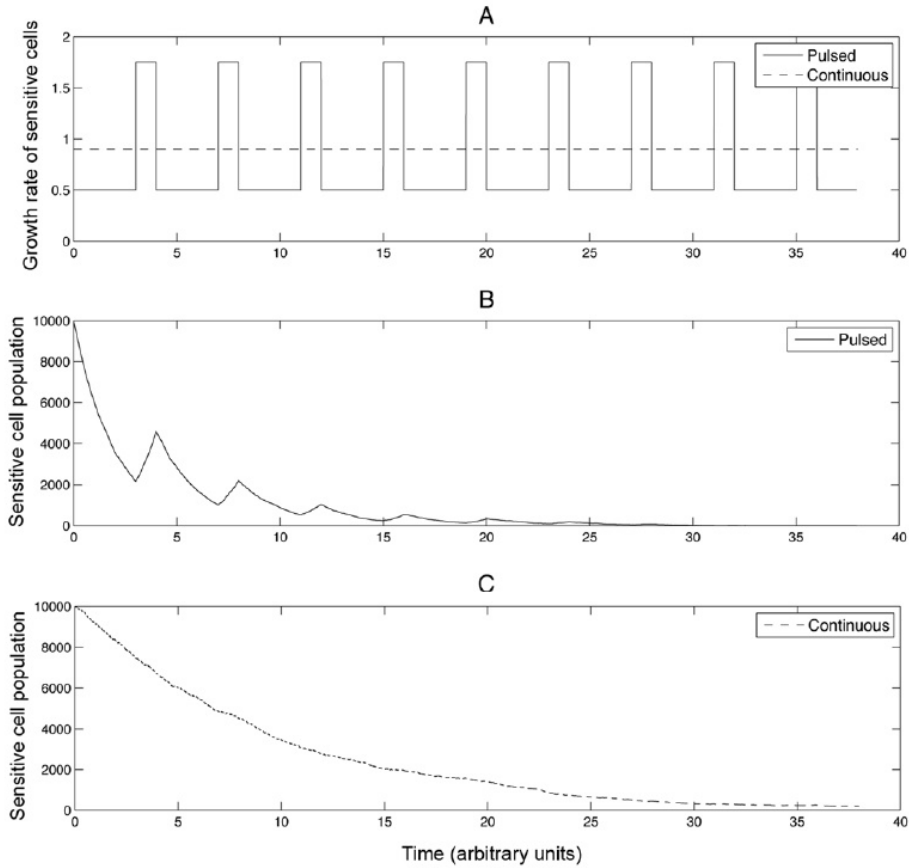 A
Growth rate of sensitive cells
2
1.5
1
0.5
0
Pulsed
Continuous
0 5 10 15 20 25 30 35 40
B
Sensitive cell population
10000
8000
6000
4000
2000
0
Pulsed
0 5 10 15 20 25 30 35 40
C
Sensitive cell population
10000
8000
6000
4000
2000
0
Continuous
0 5 10 15 20 25 30 35 40
Time (arbitrary units)